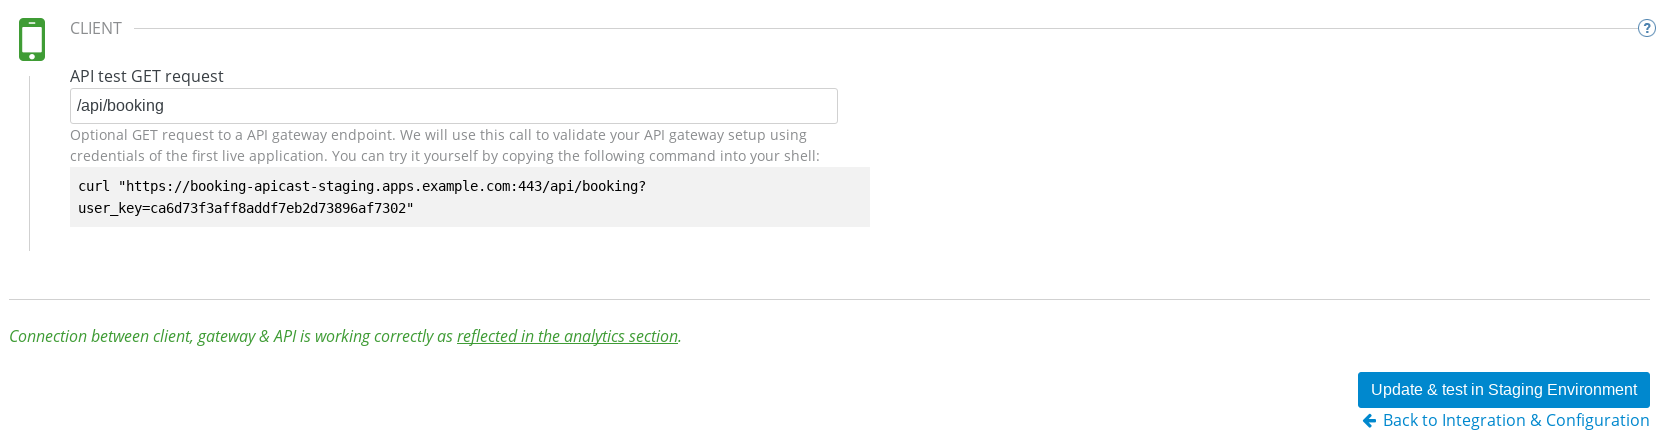 CLIENT
API test GET request
/api/booking
Optional GET request to a API gateway endpoint. We will use this call to validate your API gateway setup using
credentials of the first live application. You can try it yourself by copying the following command into your shell:
curl "https://booking-apicast-staging.apps.example.com:443/api/booking?
user_key=ca6d73f3aff8addf7eb2d73896af7302"
Connection between client, gateway & API is working correctly as reflected in the analytics section.
Update & test in Staging Environment
Back to Integration & Configuration